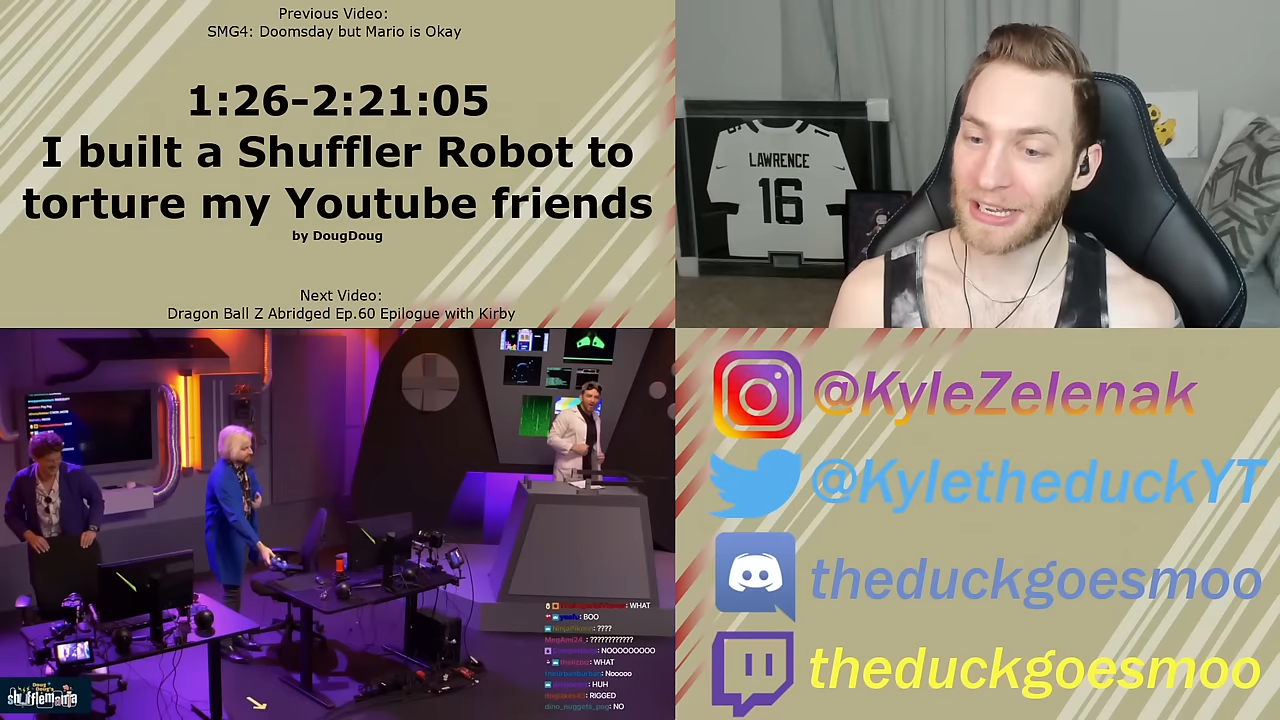 Previous Video:
SMG4: Doomsday but Mario is Okay
1:26-2:21:05
I built a Shuffler Robot to
torture my Youtube friends
by DougDoug
Next Video:
Dragon Ball Z Abridged Ep.60 Epilogue with Kirby
LAWRENCE
16
@KyleZelenak
@KyletheduckYT
theduckgoesmoo
theduckgoesmoo
: WHAT
: BOO
: ????
: ????????????
: NOOOOOOOOO
: WHAT
: Nooooo
: HUH
: RIGGED
dino_nuggets_pog: NO